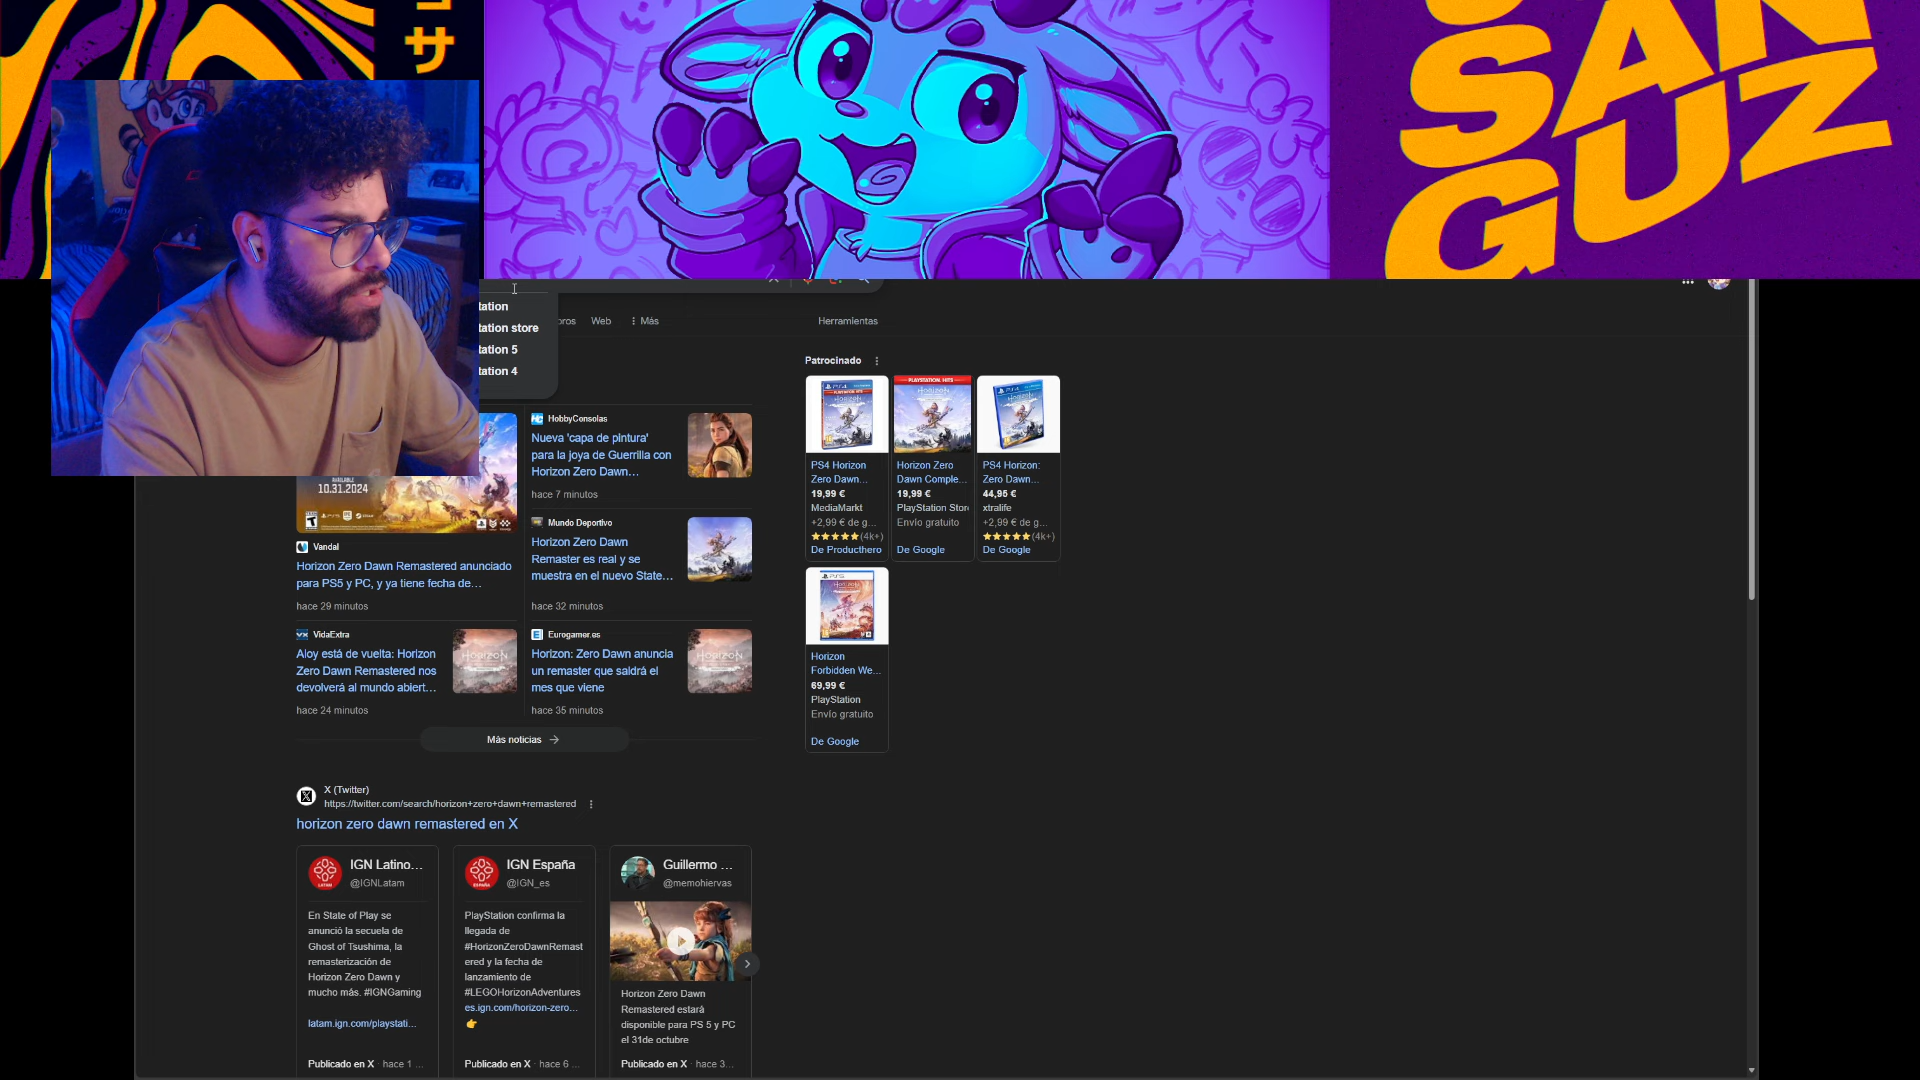 サ
SAN
GUZ
tation
tation store
tation 5
tation 4
oros
Web
Más
Herramientas
Patrocinado
PS4 Horizon
Zero Dawn...
19,99 €
MediaMarkt
+2,99 € de g...
(4k+)
De Producthero
PLAYSTATION HITS
Horizon Zero
Dawn Comple...
19,99 €
PlayStation Store
Envío gratuito
De Google
PS4 Horizon:
Zero Dawn...
44,95 €
xtralife
+2,99 € de g...
(4k+)
De Google
Horizon
Forbidden We...
69,99 €
PlayStation
Envío gratuito
De Google
AVAILABLE
10.31.2024
Vandal
Horizon Zero Dawn Remastered anunciado
para PS5 y PC, y ya tiene fecha de...
hace 29 minutos
HobbyConsolas
Nueva 'capa de pintura'
para la joya de Guerrilla con
Horizon Zero Dawn...
hace 7 minutos
Mundo Deportivo
Horizon Zero Dawn
Remaster es real y se
muestra en el nuevo State...
hace 32 minutos
VidaExtra
Aloy está de vuelta: Horizon
Zero Dawn Remastered nos
devolverá al mundo abiert...
hace 24 minutos
HORIZON
Eurogamer.es
Horizon: Zero Dawn anuncia
un remaster que saldrá el
mes que viene
hace 35 minutos
HORIZON
Más noticias
X (Twitter)
https://twitter.com/search/horizon+zero+dawn+remastered
horizon zero dawn remastered en X
IGN Latino...
@IGNLatam
En State of Play se
anunció la secuela de
Ghost of Tsushima, la
remasterización de
Horizon Zero Dawn y
mucho más. #IGNGaming
latam.ign.com/playstati...
Publicado en X · hace 1 ...
IGN España
@IGN_es
PlayStation confirma la
llegada de
#HorizonZeroDawnRemast
ered y la fecha de
lanzamiento de
#LEGOHorizonAdventures
es.ign.com/horizon-zero...
Publicado en X · hace 6 ...
Guillermo ...
@memohiervas
Horizon Zero Dawn
Remastered estará
disponible para PS 5 y PC
el 31de octubre
Publicado en X · hace 3...